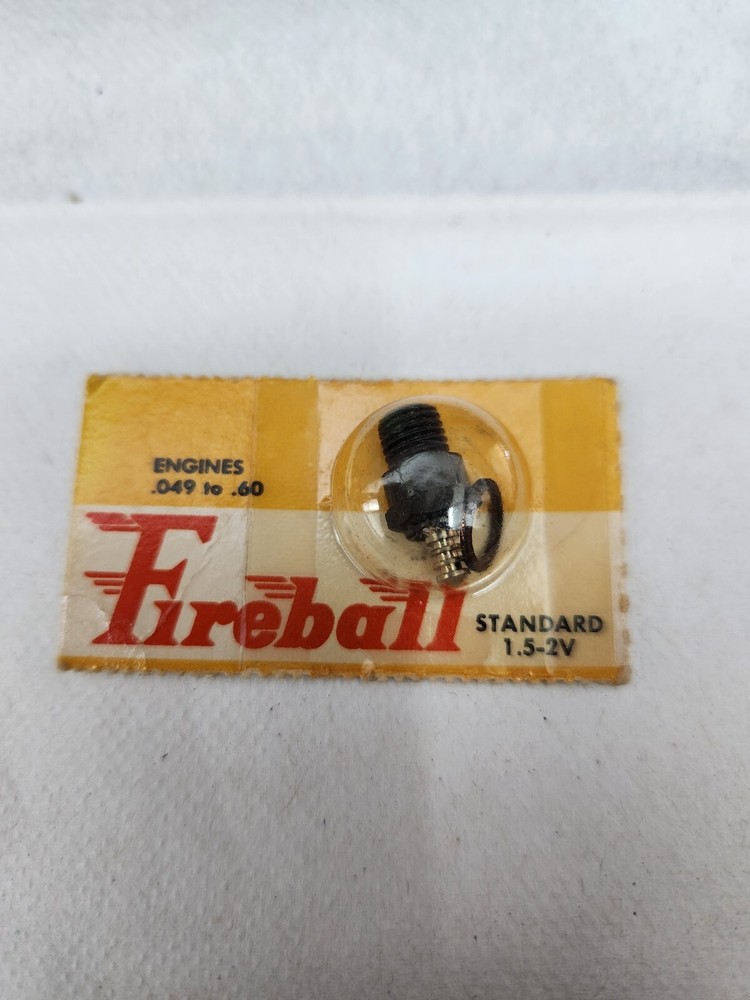 ENGINES
.049 to .60
Fireball
STANDARD
1.5-2V